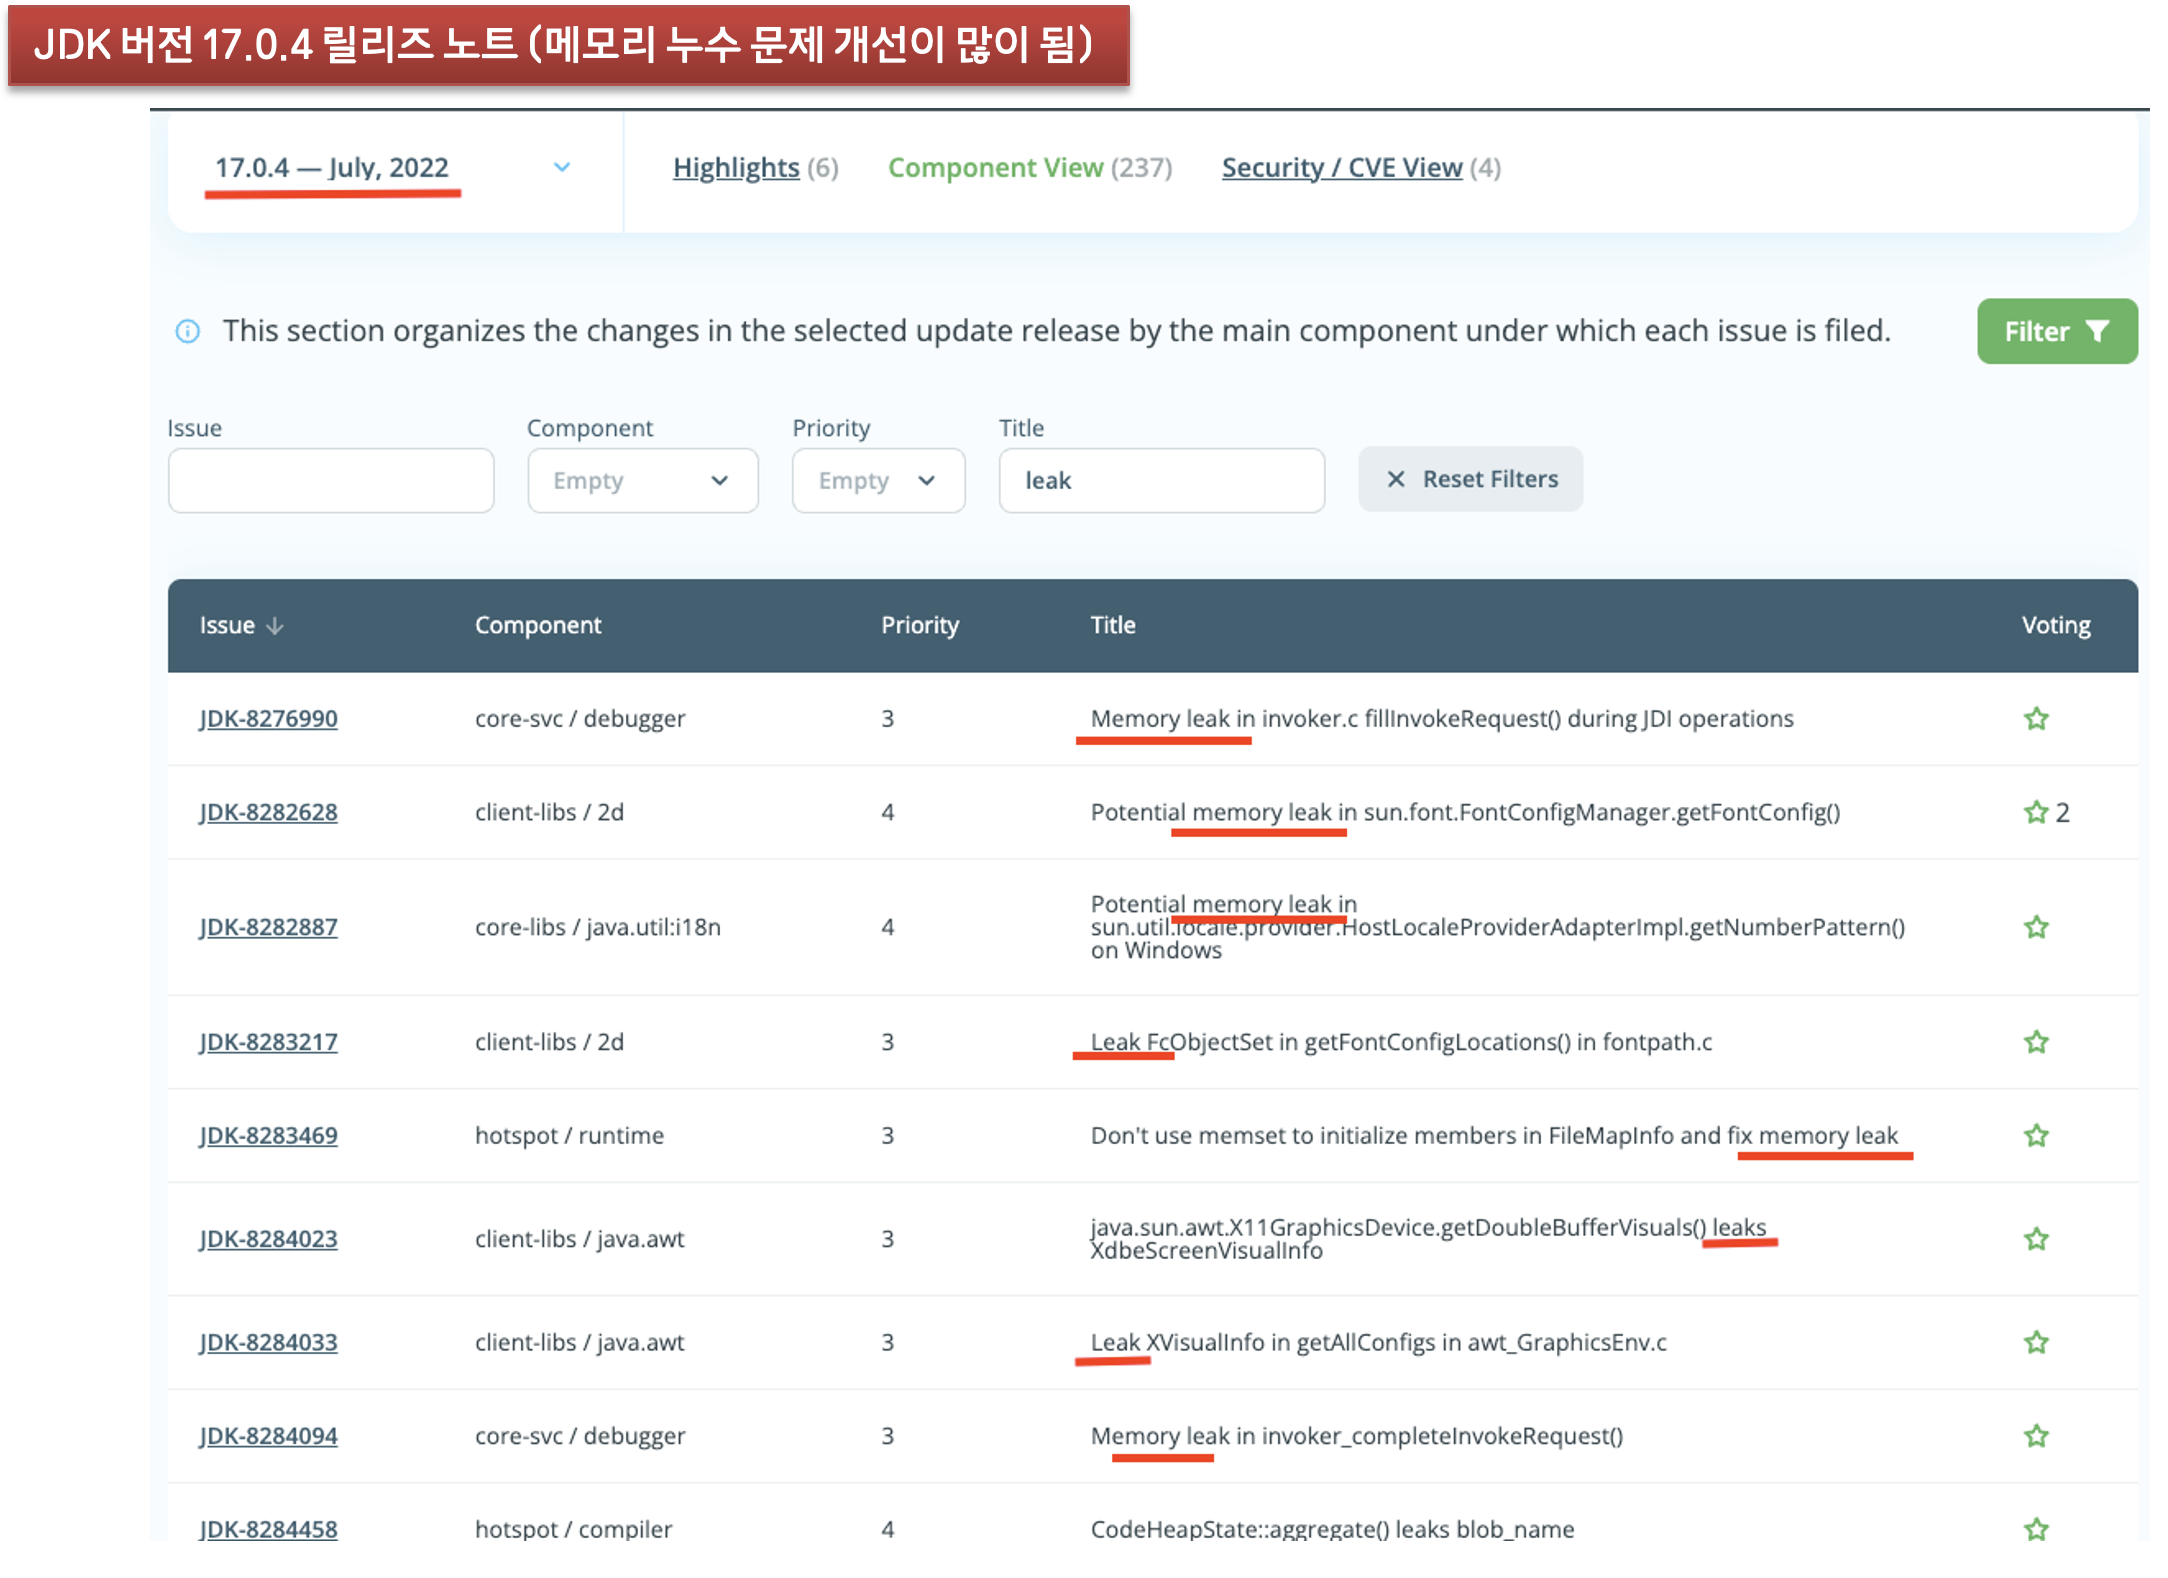 JDK 버전 17.0.4 릴리즈 노트 (메모리 누수 문제 개선이 많이 됨)
17.0.4 — July, 2022
Highlights (6)
Component View (237)
Security / CVE View (4)
This section organizes the changes in the selected update release by the main component under which each issue is filed.
Filter
Issue Component Priority Title
Empty Empty leak Reset Filters
Issue Component Priority Title Voting
JDK-8276990 core-svc / debugger 3 Memory leak in invoker.c fillInvokeRequest() during JDI operations
JDK-8282628 client-libs / 2d 4 Potential memory leak in sun.font.FontConfigManager.getFontConfig() 2
JDK-8282887 core-libs / java.util:i18n 4 Potential memory leak in
sun.util.locale.provider.HostLocaleProviderAdapterImpl.getNumberPattern()
on Windows
JDK-8283217 client-libs / 2d 3 Leak FcObjectSet in getFontConfigLocations() in fontpath.c
JDK-8283469 hotspot / runtime 3 Don't use memset to initialize members in FileMapInfo and fix memory leak
JDK-8284023 client-libs / java.awt 3 java.sun.awt.X11GraphicsDevice.getDoubleBufferVisuals() leaks
XdbeScreenVisualInfo
JDK-8284033 client-libs / java.awt 3 Leak XVisualInfo in getAllConfigs in awt_GraphicsEnv.c
JDK-8284094 core-svc / debugger 3 Memory leak in invoker_completeInvokeRequest()
JDK-8284458 hotspot / compiler 4 CodeHeapState::aggregate() leaks blob_name